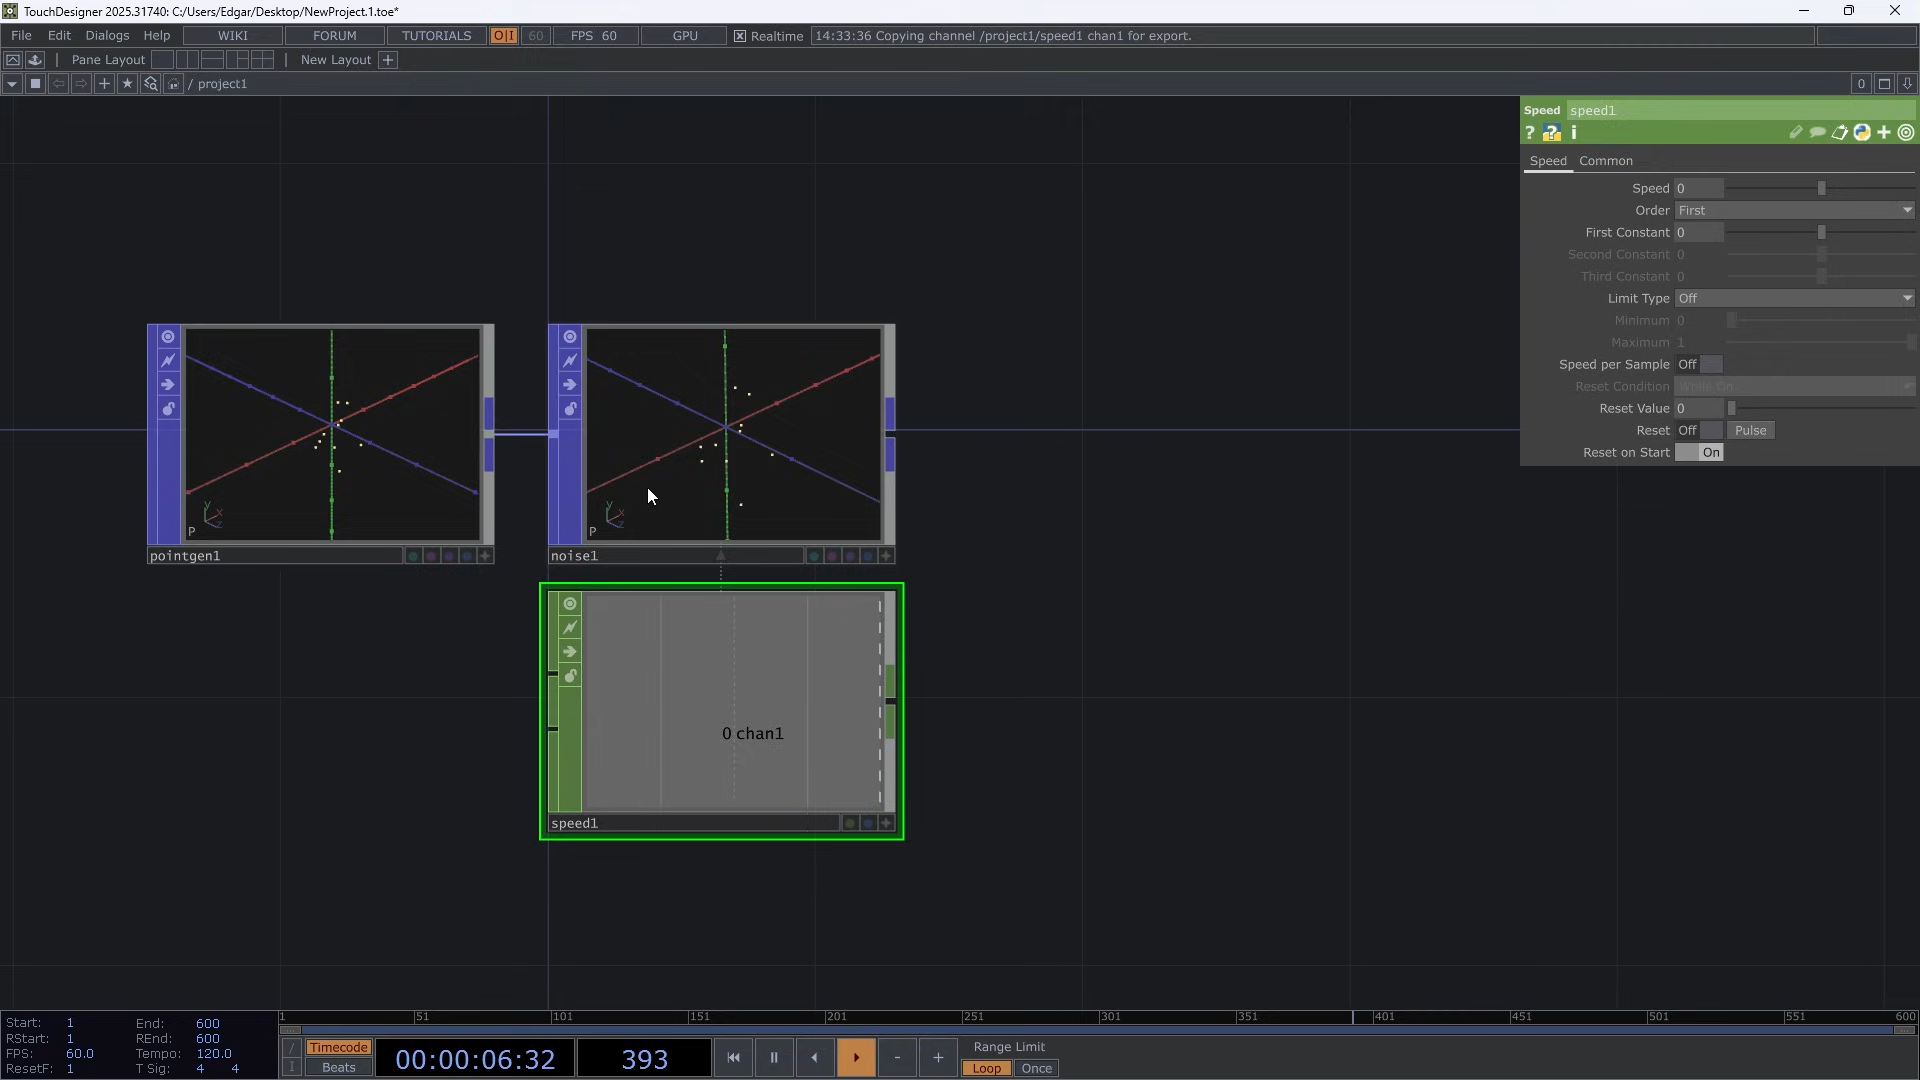 TouchDesigner 2025.31740: C:/Users/Edgar/Desktop/NewProject.1.toe*
File Edit Dialogs Help WIKI FORUM TUTORIALS O|I 60 FPS 60 GPU Realtime 14:33:36 Copying channel /project1/speed1 chan1 for export.
Pane Layout New Layout +
/ project1 0
Speed speed1
? ? i
Speed Common
Speed 0
Order First
First Constant 0
Second Constant 0
Third Constant 0
Limit Type Off
Minimum 0
Maximum 1
Speed per Sample Off
Reset Condition While On
Reset Value 0
Reset Off Pulse
Reset on Start On
y x z
P
pointgen1
y x z
P
noise1
0 chan1
speed1
1 51 101 151 201 251 301 351 401 451 501 551 600
Start: 1 End: 600
RStart: 1 REnd: 600
FPS: 60.0 Tempo: 120.0
ResetF: 1 T Sig: 4 4
/ Timecode
I Beats
00:00:06:32 393 - +
Range Limit
Loop Once